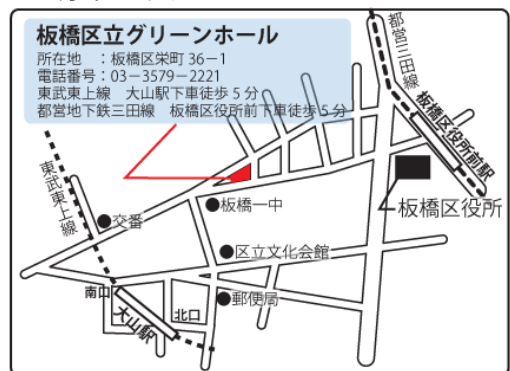 板橋区立グリーンホール
所在地　：板橋区栄町 36－1
電話番号：03－3579－2221
東武東上線　大山駅下車徒歩 5 分
都営地下鉄三田線　板橋区役所前下車徒歩 5 分
都営三田線
板橋区役所前駅
東武東上線
板橋一中
板橋区役所
交番
区立文化会館
南口
郵便局
北口
大山駅